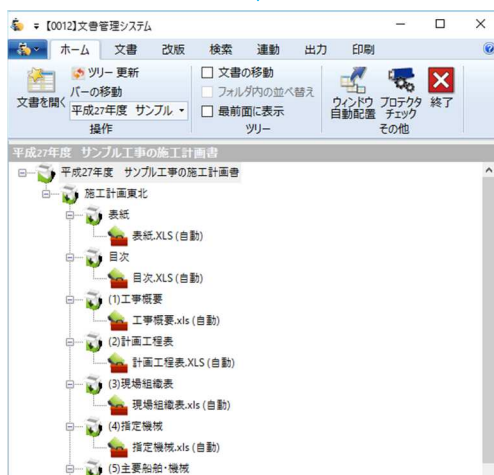 【0012】文書管理システム
ホーム 文書 改版 検索 連動 出力 印刷
文書を開く
ツリー 更新
バーの移動
平成27年度 サンプル
操作
文書の移動
フォルダ内の並べ替え
最前面に表示
ツリー
ウィンドウ自動配置
プロテクタチェック
終了
その他
平成27年度 サンプル工事の施工計画書
平成27年度 サンプル工事の施工計画書
施工計画東北
表紙
表紙.XLS (自動)
目次
目次.XLS (自動)
(1)工事概要
工事概要.xls (自動)
(2)計画工程表
計画工程表.XLS (自動)
(3)現場組織表
現場組織表.xls (自動)
(4)指定機械
指定機械.xls (自動)
(5)主要船舶・機械